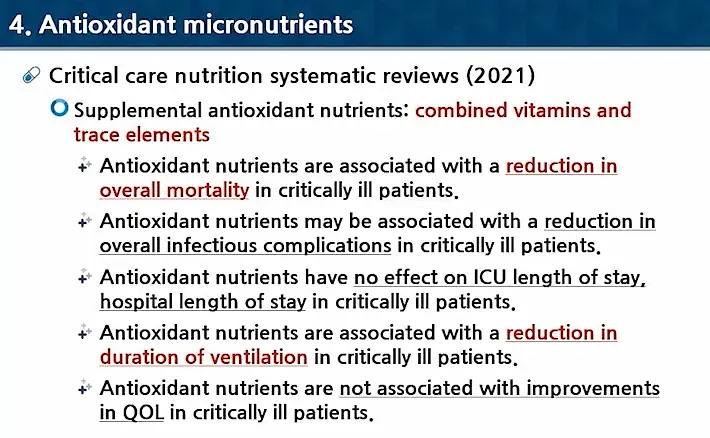 4. Antioxidant micronutrients
Critical care nutrition systematic reviews (2021)
Supplemental antioxidant nutrients: combined vitamins and
trace elements
Antioxidant nutrients are associated with a reduction in
overall mortality in critically ill patients.
Antioxidant nutrients may be associated with a reduction in
overall infectious complications in critically ill patients.
Antioxidant nutrients have no effect on ICU length of stay,
hospital length of stay in critically ill patients.
Antioxidant nutrients are associated with a reduction in
duration of ventilation in critically ill patients.
Antioxidant nutrients are not associated with improvements
in QOL in critically ill patients.